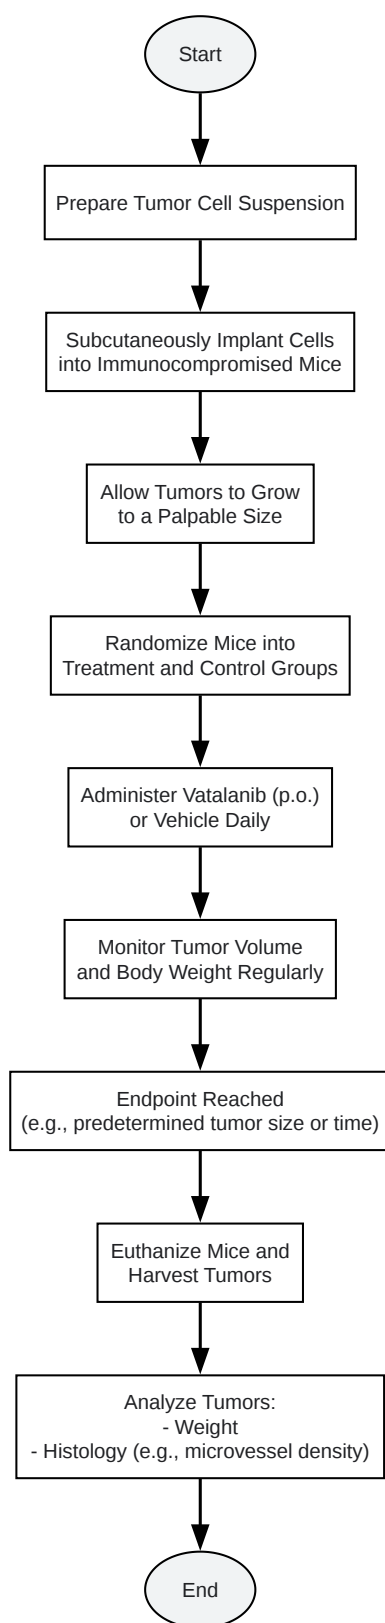 Start
Prepare Tumor Cell Suspension
Subcutaneously Implant Cells
into Immunocompromised Mice
Allow Tumors to Grow
to a Palpable Size
Randomize Mice into
Treatment and Control Groups
Administer Vatalanib (p.o.)
or Vehicle Daily
Monitor Tumor Volume
and Body Weight Regularly
Endpoint Reached
(e.g., predetermined tumor size or time)
Euthanize Mice and
Harvest Tumors
Analyze Tumors:
- Weight
- Histology (e.g., microvessel density)
End